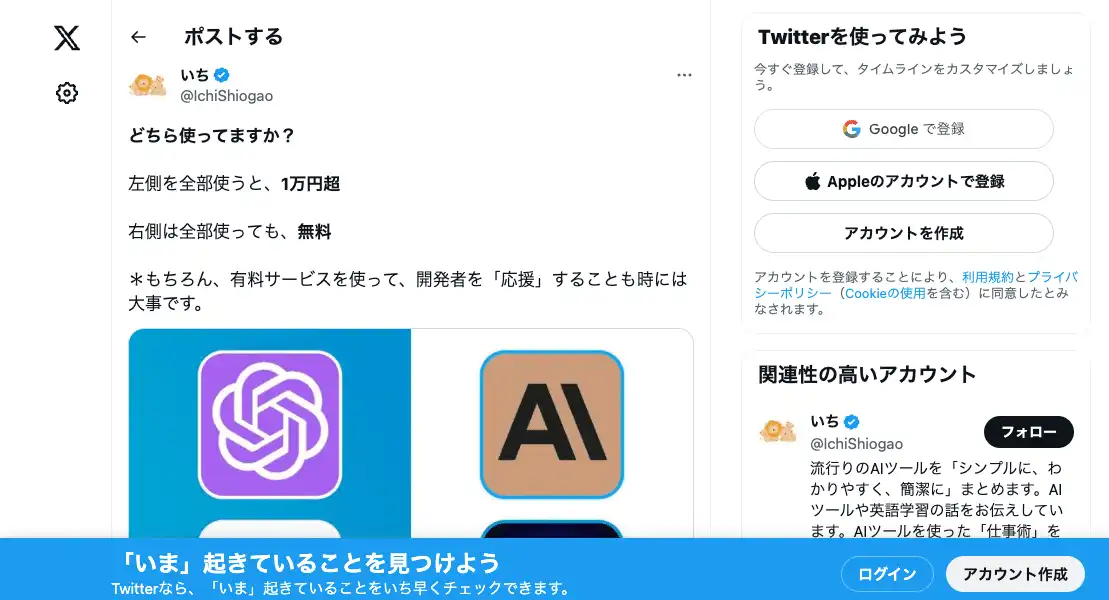 ポストする
いち
@IchiShiogao
どちら使ってますか？
左側を全部使うと、1万円超
右側は全部使っても、無料
＊もちろん、有料サービスを使って、開発者を「応援」することも時には
大事です。
AI
Twitterを使ってみよう
今すぐ登録して、タイムラインをカスタマイズしましょ
う。
Google で登録
Appleのアカウントで登録
アカウントを作成
アカウントを登録することにより、利用規約とプライバ
シーポリシー（Cookieの使用を含む）に同意したとみ
なされます。
関連性の高いアカウント
いち
@IchiShiogao
フォロー
流行りのAIツールを「シンプルに、わ
かりやすく、簡潔に」まとめます。AI
ツールや英語学習の話をお伝えしてい
ます。AIツールを使った「仕事術」を
「いま」起きていることを見つけよう
Twitterなら、「いま」起きていることをいち早くチェックできます。
ログイン
アカウント作成